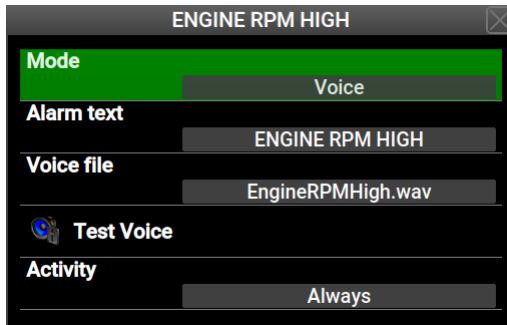 ENGINE RPM HIGH
Mode
Voice
Alarm text
ENGINE RPM HIGH
Voice file
EngineRPMHigh.wav
Test Voice
Activity
Always